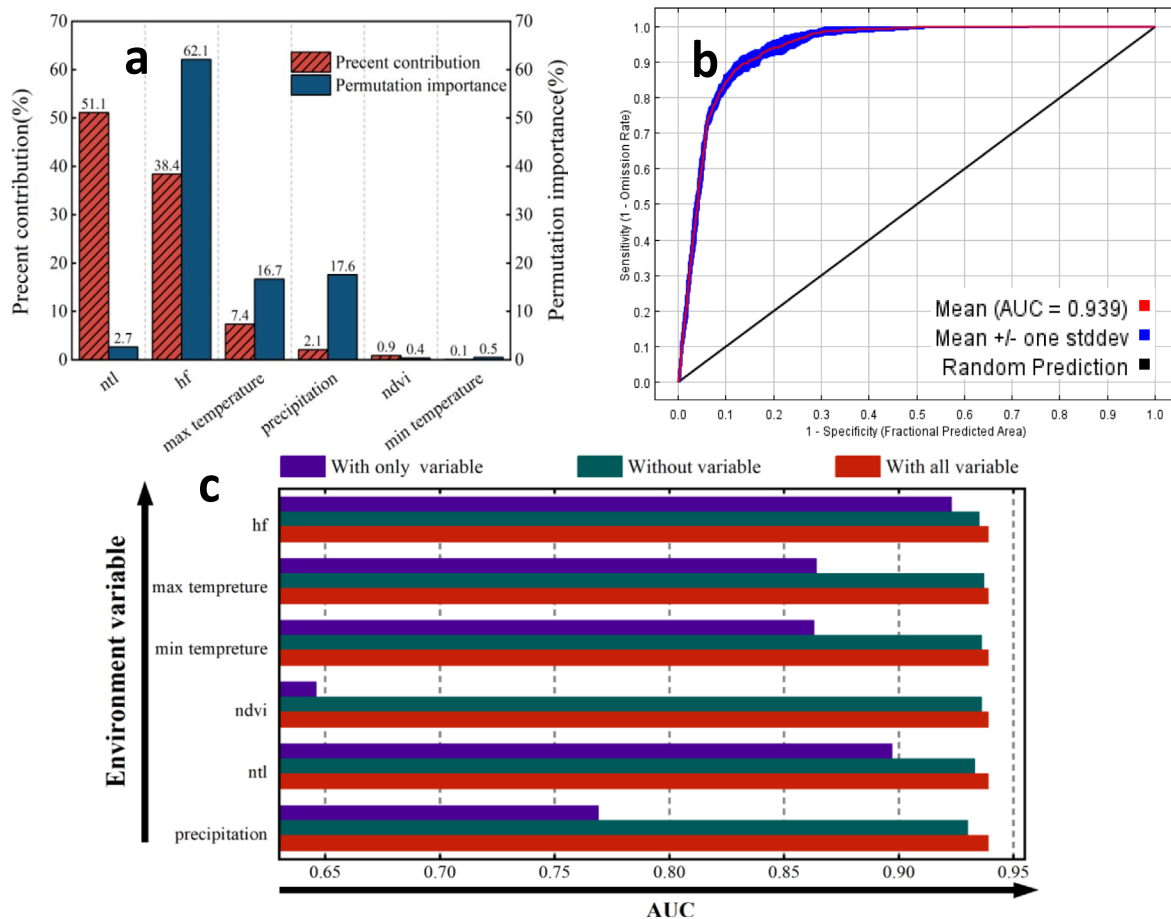 a
Precent contribution
Permutation importance
Precent contribution(%)
70
60
50
40
30
20
10
0
51.1
2.7
38.4
62.1
7.4
16.7
2.1
17.6
0.9
0.4
0.1
0.5
70
60
50
40
30
20
10
0
Permutation importance(%)
ntl
hf
max temperature
precipitation
ndvi
min temperature
b
Sensitivity (1 - Omission Rate)
1.0
0.9
0.8
0.7
0.6
0.5
0.4
0.3
0.2
0.1
0.0
Mean (AUC = 0.939)
Mean +/- one stddev
Random Prediction
0.0 0.1 0.2 0.3 0.4 0.5 0.6 0.7 0.8 0.9 1.0
1 - Specificity (Fractional Predicted Area)
With only variable
Without variable
With all variable
c
Environment variable
hf
max tempreture
min tempreture
ndvi
ntl
precipitation
0.65 0.70 0.75 0.80 0.85 0.90 0.95
AUC